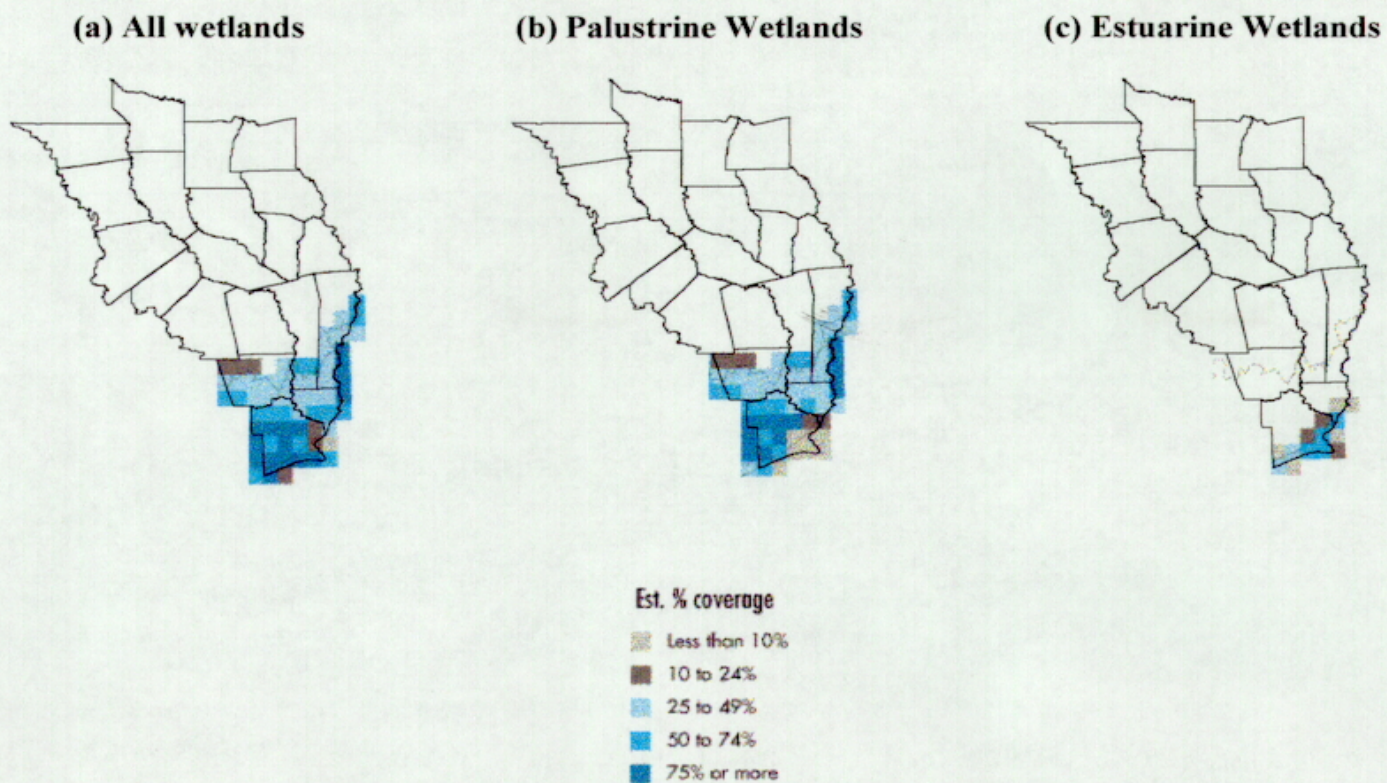 (a) All wetlands
(b) Palustrine Wetlands
(c) Estuarine Wetlands
Est. % coverage
Less than 10%
10 to 24%
25 to 49%
50 to 74%
75% or more